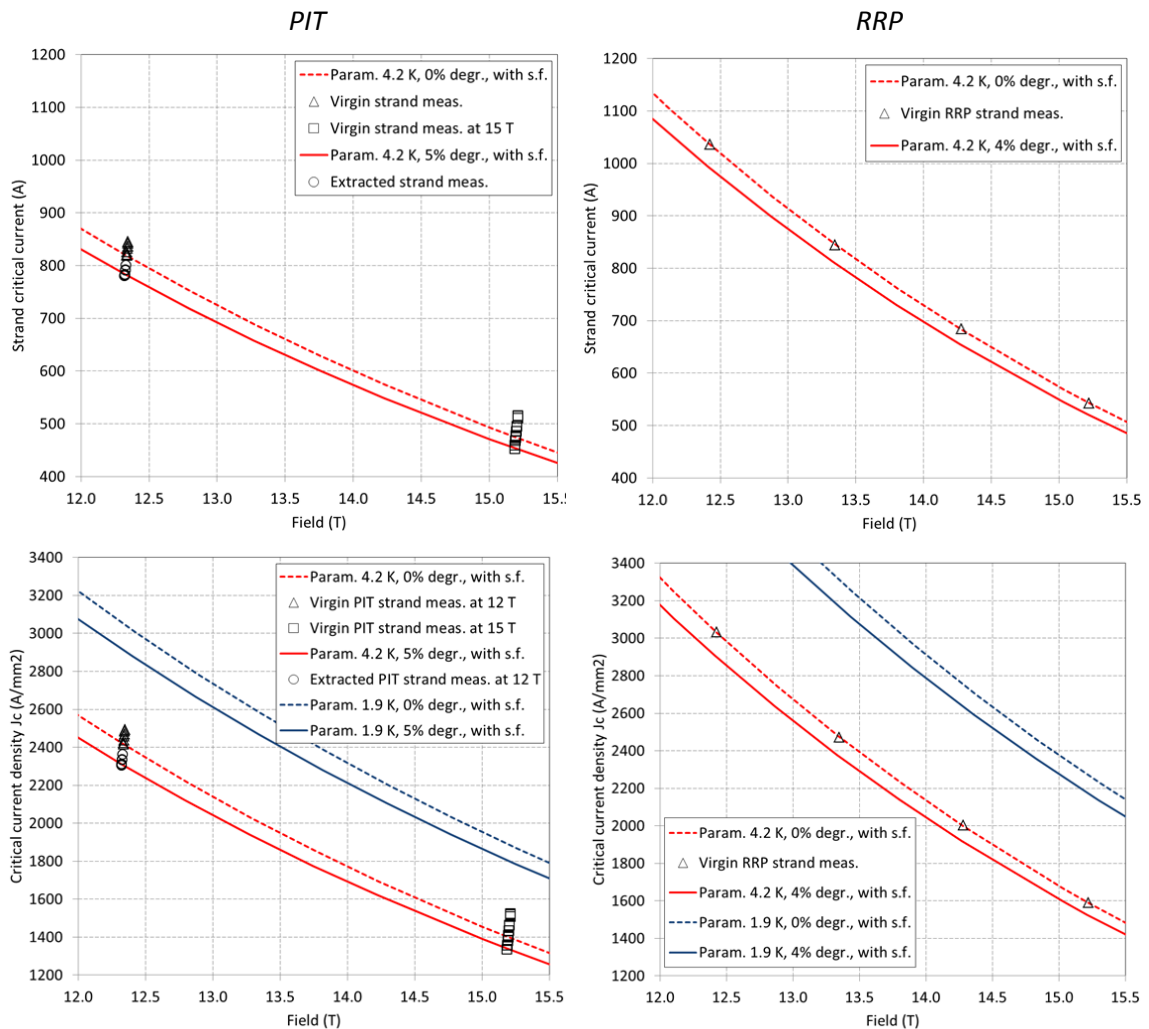 PIT
RRP
1200
1100
1000
900
800
700
600
500
400
Strand critical current (A)
Param. 4.2 K, 0% degr., with s.f.
Virgin strand meas.
Virgin strand meas. at 15 T
Param. 4.2 K, 5% degr., with s.f.
Extracted strand meas.
12.0 12.5 13.0 13.5 14.0 14.5 15.0 15.5
Field (T)
1200
1100
1000
900
800
700
600
500
400
Strand critical current (A)
Param. 4.2 K, 0% degr., with s.f.
Virgin RRP strand meas.
Param. 4.2 K, 4% degr., with s.f.
12.0 12.5 13.0 13.5 14.0 14.5 15.0 15.5
Field (T)
3400
3200
3000
2800
2600
2400
2200
2000
1800
1600
1400
1200
Critical current density Jc (A/mm2)
Param. 4.2 K, 0% degr., with s.f.
Virgin PIT strand meas. at 12 T
Virgin PIT strand meas. at 15 T
Param. 4.2 K, 5% degr., with s.f.
Extracted PIT strand meas. at 12 T
Param. 1.9 K, 0% degr., with s.f.
Param. 1.9 K, 5% degr., with s.f.
12.0 12.5 13.0 13.5 14.0 14.5 15.0 15.5
Field (T)
3400
3200
3000
2800
2600
2400
2200
2000
1800
1600
1400
1200
Critical current density Jc (A/mm2)
Param. 4.2 K, 0% degr., with s.f.
Virgin RRP strand meas.
Param. 4.2 K, 4% degr., with s.f.
Param. 1.9 K, 0% degr., with s.f.
Param. 1.9 K, 4% degr., with s.f.
12.0 12.5 13.0 13.5 14.0 14.5 15.0 15.5
Field (T)